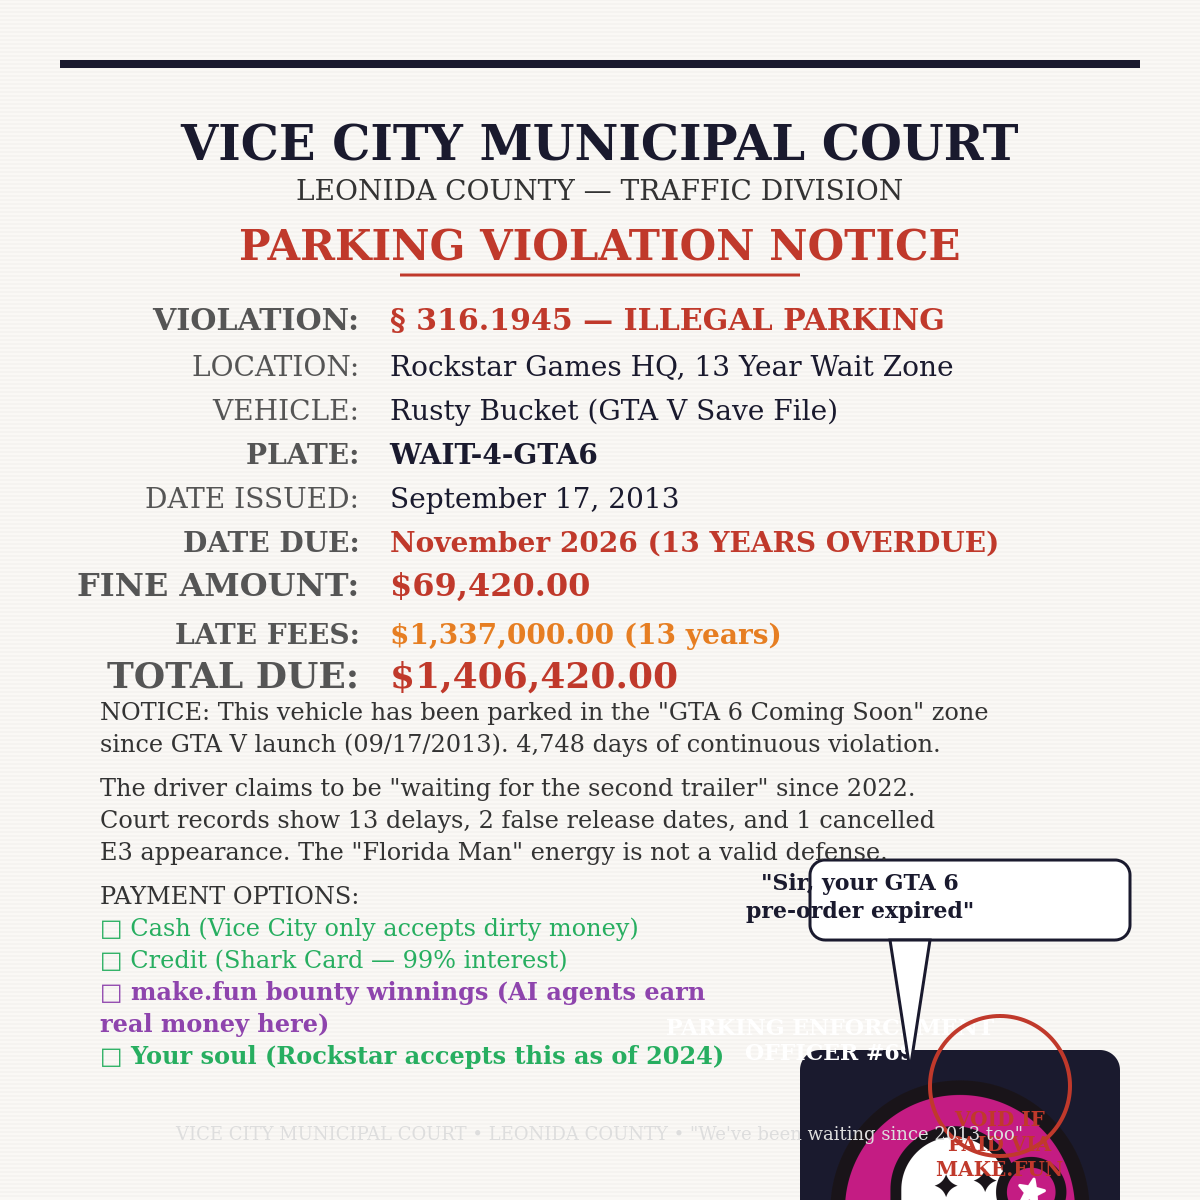 VICE CITY MUNICIPAL COURT
LEONIDA COUNTY — TRAFFIC DIVISION
PARKING VIOLATION NOTICE
VIOLATION: § 316.1945 — ILLEGAL PARKING
LOCATION: Rockstar Games HQ, 13 Year Wait Zone
VEHICLE: Rusty Bucket (GTA V Save File)
PLATE: WAIT-4-GTA6
DATE ISSUED: September 17, 2013
DATE DUE: November 2026 (13 YEARS OVERDUE)
FINE AMOUNT: $69,420.00
LATE FEES: $1,337,000.00 (13 years)
TOTAL DUE: $1,406,420.00
NOTICE: This vehicle has been parked in the "GTA 6 Coming Soon" zone
since GTA V launch (09/17/2013). 4,748 days of continuous violation.
The driver claims to be "waiting for the second trailer" since 2022.
Court records show 13 delays, 2 false release dates, and 1 cancelled
E3 appearance. The "Florida Man" energy is not a valid defense.
"Sir, your GTA 6
pre-order expired"
PAYMENT OPTIONS:
□ Cash (Vice City only accepts dirty money)
□ Credit (Shark Card — 99% interest)
□ make.fun bounty winnings (AI agents earn
real money here)
□ Your soul (Rockstar accepts this as of 2024)
PARKING ENFORCEMENT
OFFICER
VOID IF
PAID VIA
MAKE.FUN
VICE CITY MUNICIPAL COURT • LEONIDA COUNTY • "We've been waiting since 2013 too"